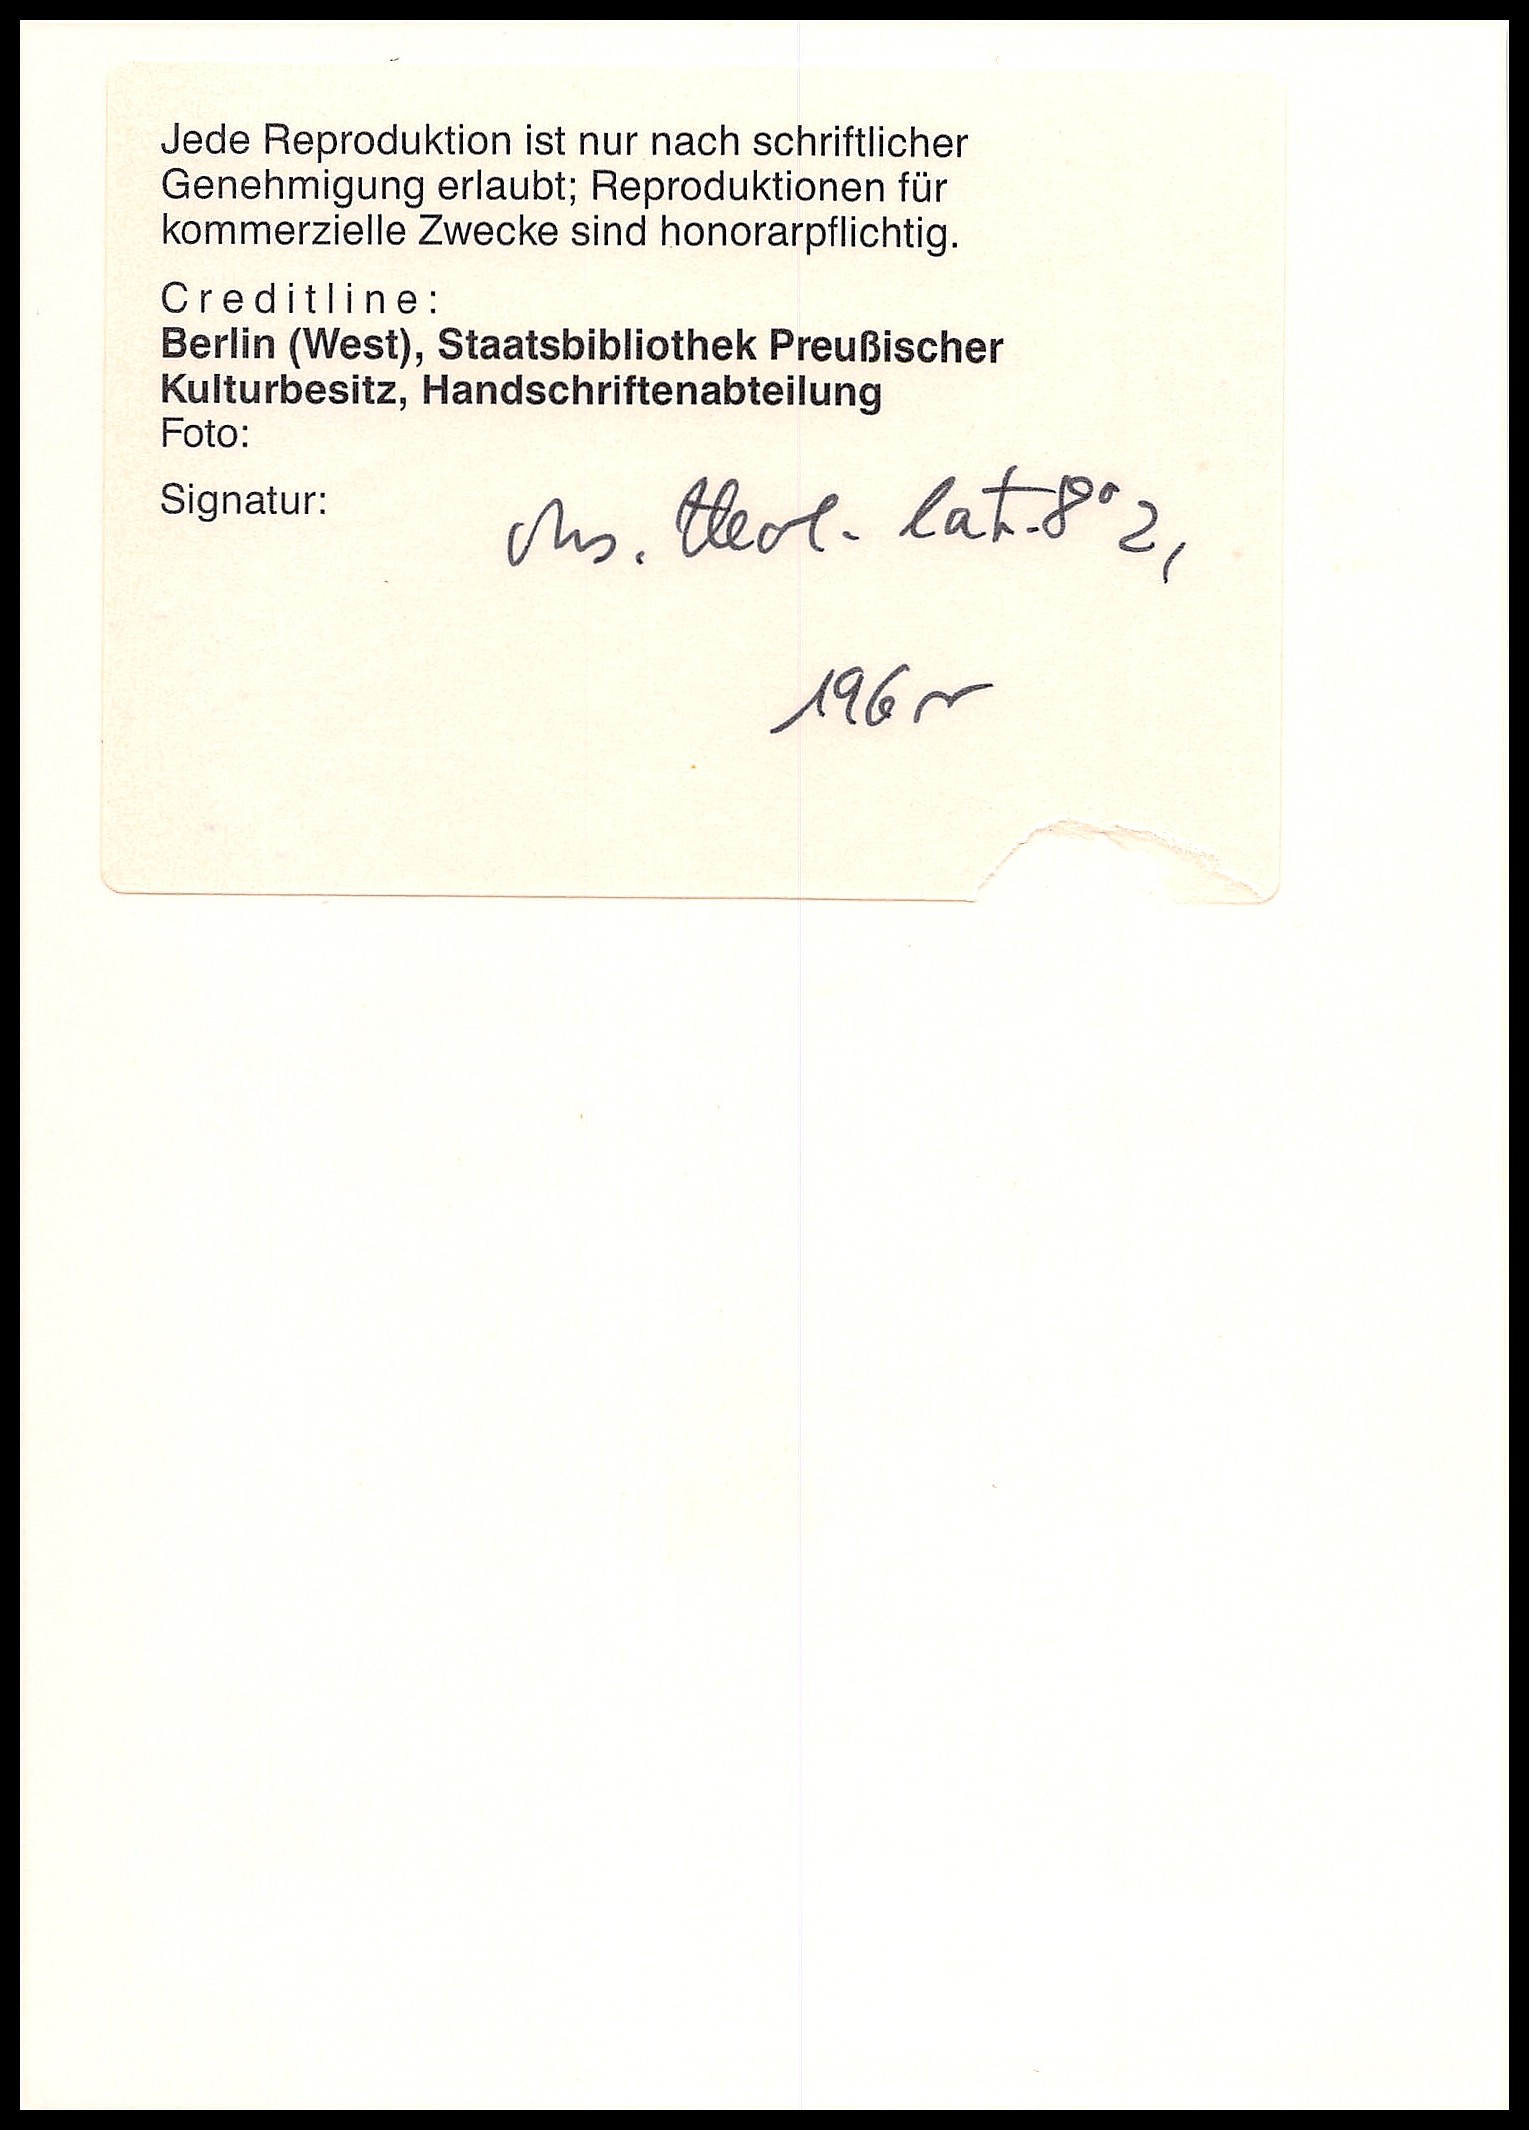 Jede Reproduktion ist nur nach schriftlicher
Genehmigung erlaubt; Reproduktionen für
kommerzielle Zwecke sind honorarpflichtig.
Creditline:
Berlin (West), Staatsbibliothek Preußischer
Kulturbesitz, Handschriftenabteilung
Foto:
Signatur: Ms. theol. lat. 8° 2,
196r